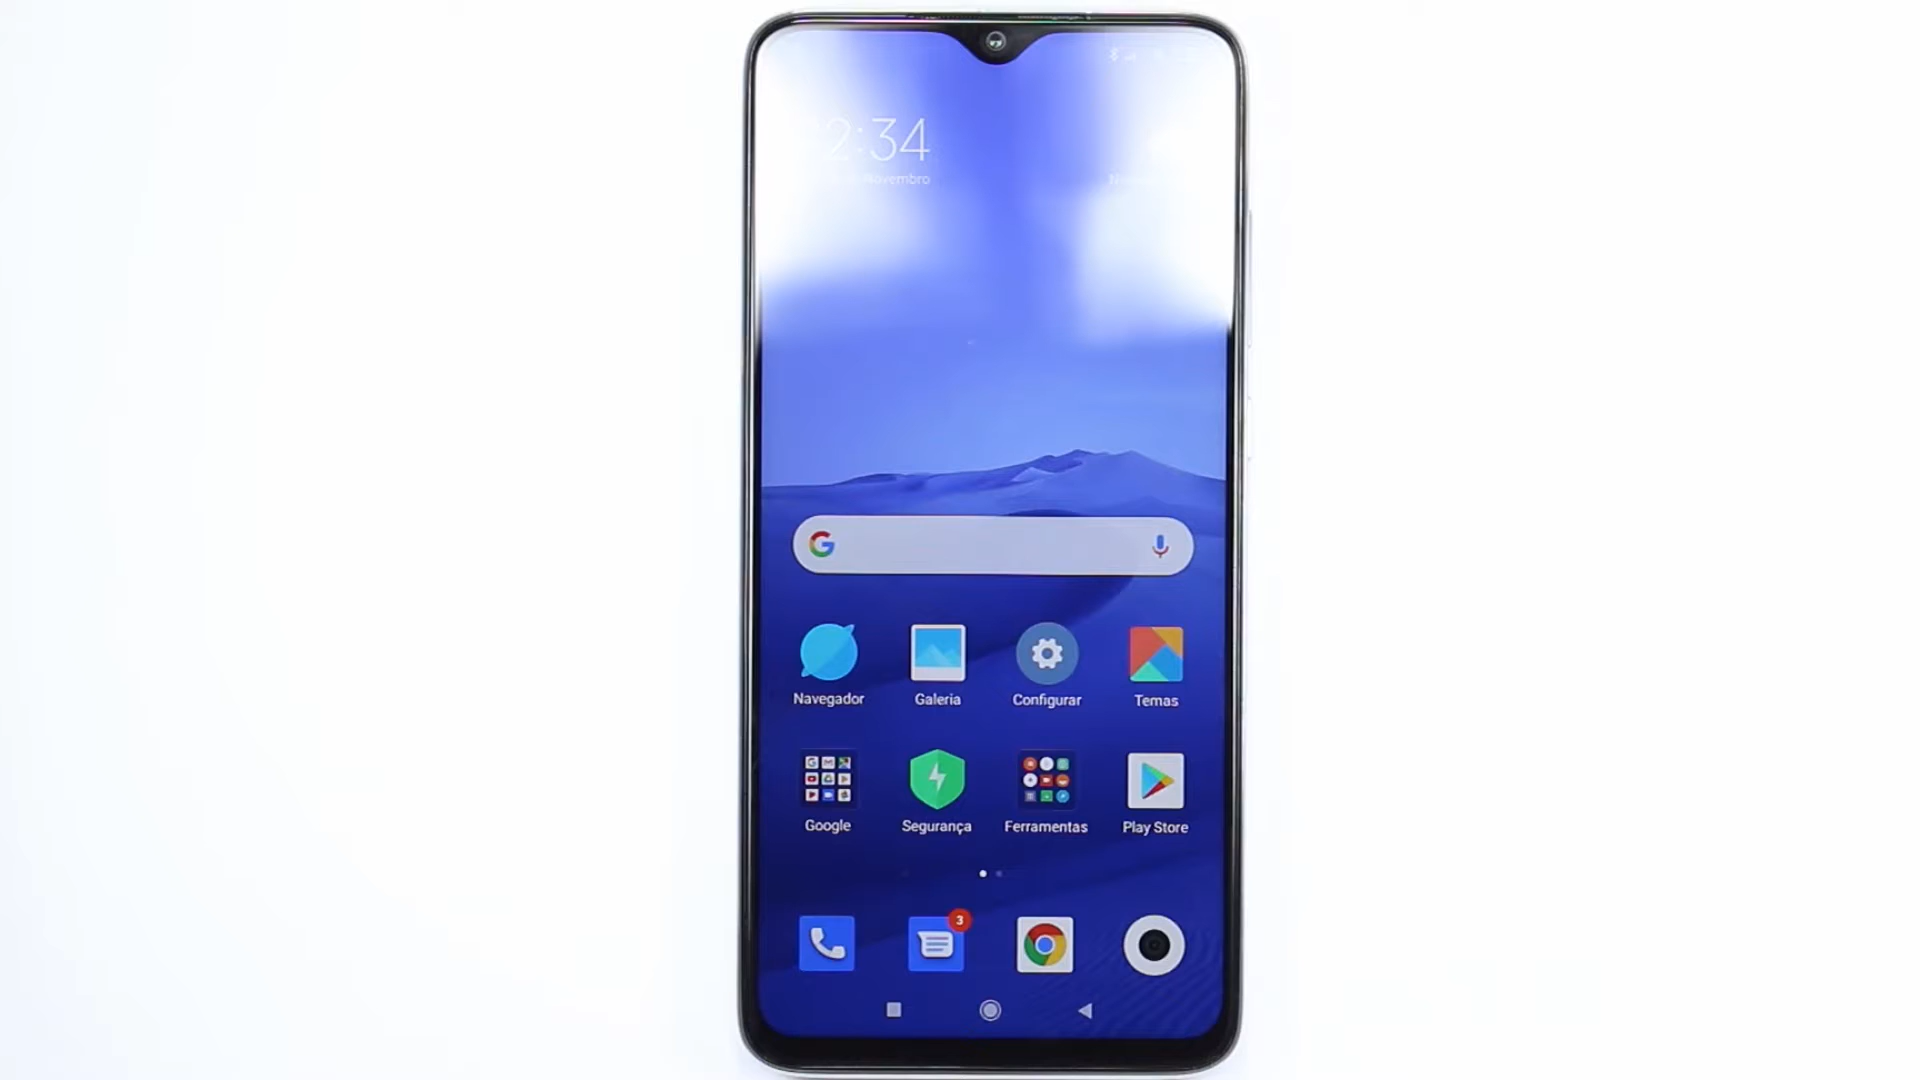 2:34
Novembro
Navegador
Galeria
Configurar
Temas
Google
Segurança
Ferramentas
Play Store
3